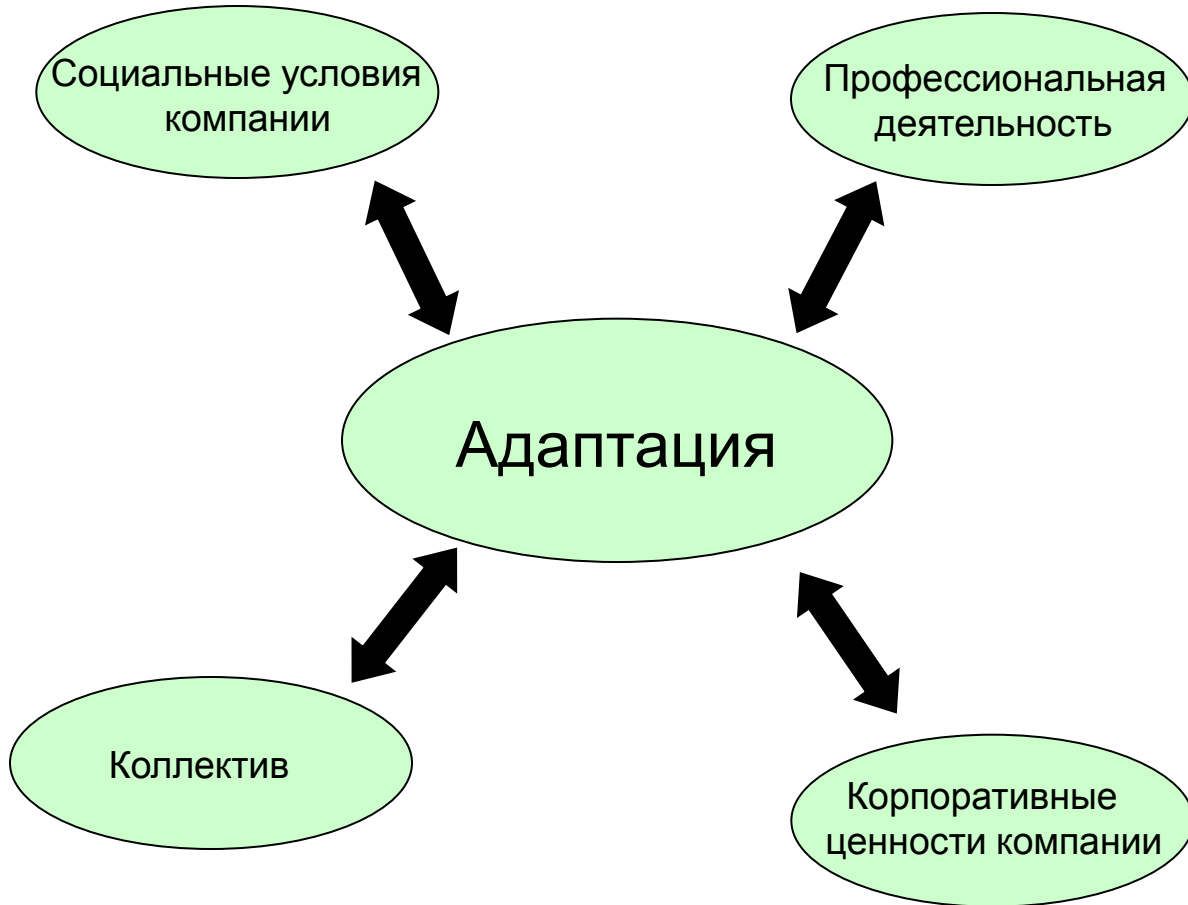 Социальные условия
компании
Профессиональная
деятельность
Адаптация
Коллектив
Корпоративные
ценности компании